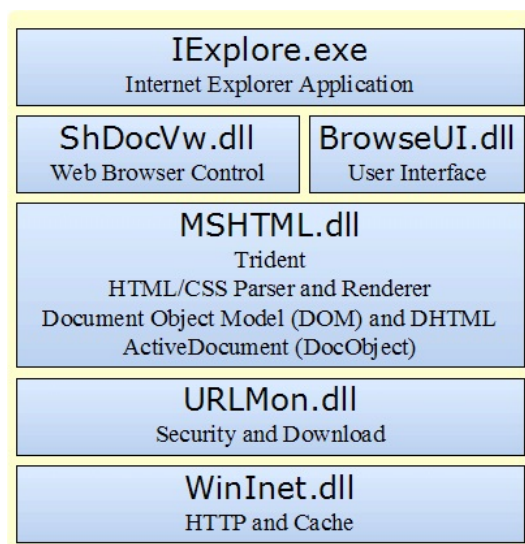 IExplore.exe
Internet Explorer Application
ShDocVw.dll
Web Browser Control
BrowseUI.dll
User Interface
MSHTML.dll
Trident
HTML/CSS Parser and Renderer
Document Object Model (DOM) and DHTML
ActiveDocument (DocObject)
URLMon.dll
Security and Download
WinInet.dll
HTTP and Cache